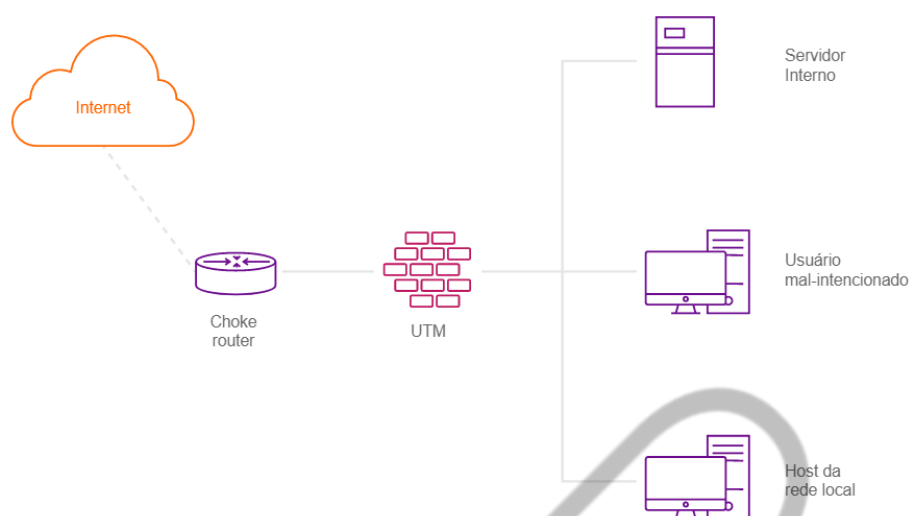 Internet
Servidor
Interno
Usuário
mal-intencionado
Choke
router
UTM
Host da
rede local